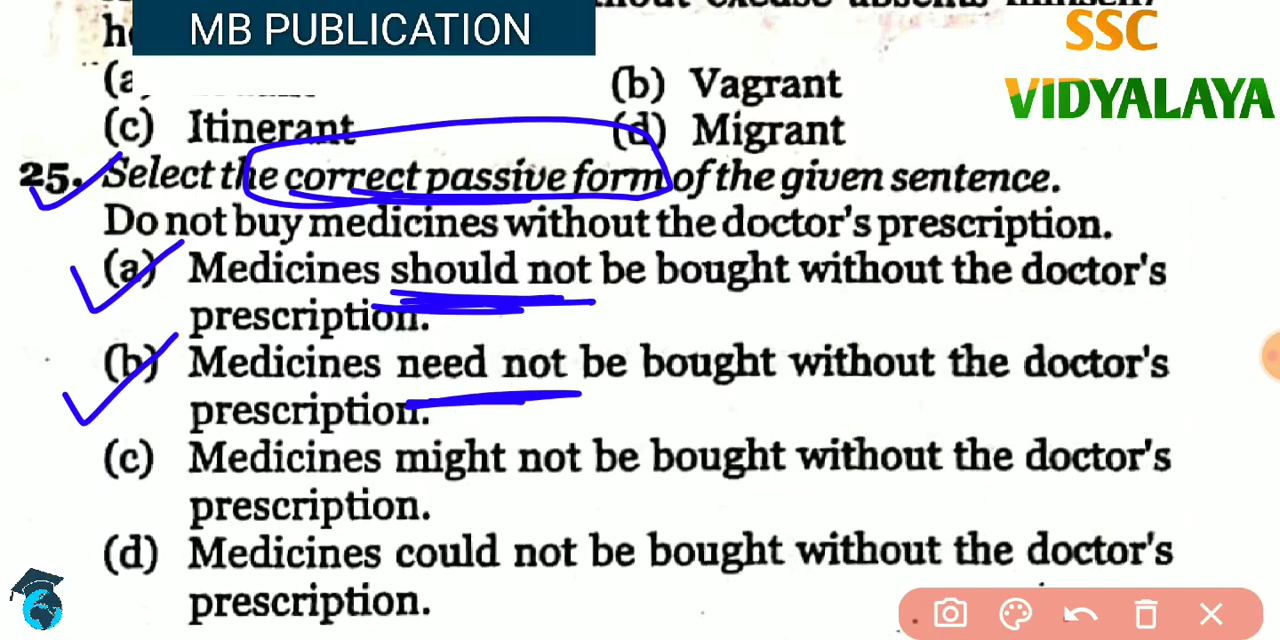 MB PUBLICATION
SSC
VIDYALAYA
(b) Vagrant
(c) Itinerant (d) Migrant
25. Select the correct passive form of the given sentence.
Do not buy medicines without the doctor's prescription.
(a) Medicines should not be bought without the doctor's
prescription.
(b) Medicines need not be bought without the doctor's
prescription.
(c) Medicines might not be bought without the doctor's
prescription.
(d) Medicines could not be bought without the doctor's
prescription.